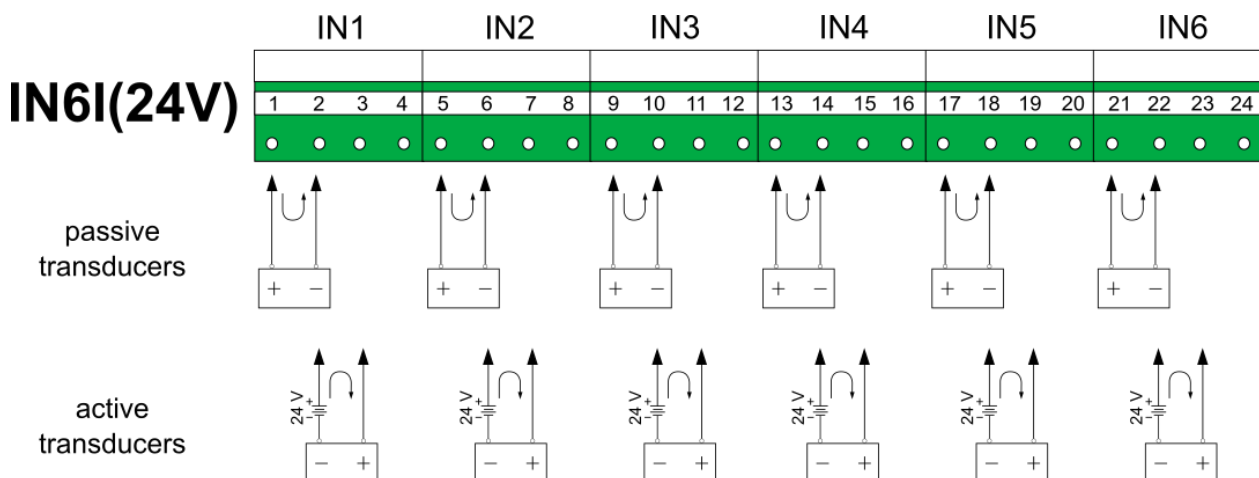 IN1 IN2 IN3 IN4 IN5 IN6
IN6I(24V)
1 2 3 4 5 6 7 8 9 10 11 12 13 14 15 16 17 18 19 20 21 22 23 24
passive
transducers
+ − + − + − + − + − + −
24 V + − 24 V + − 24 V + − 24 V + − 24 V + − 24 V + −
active
transducers
− + − + − + − + − + − +